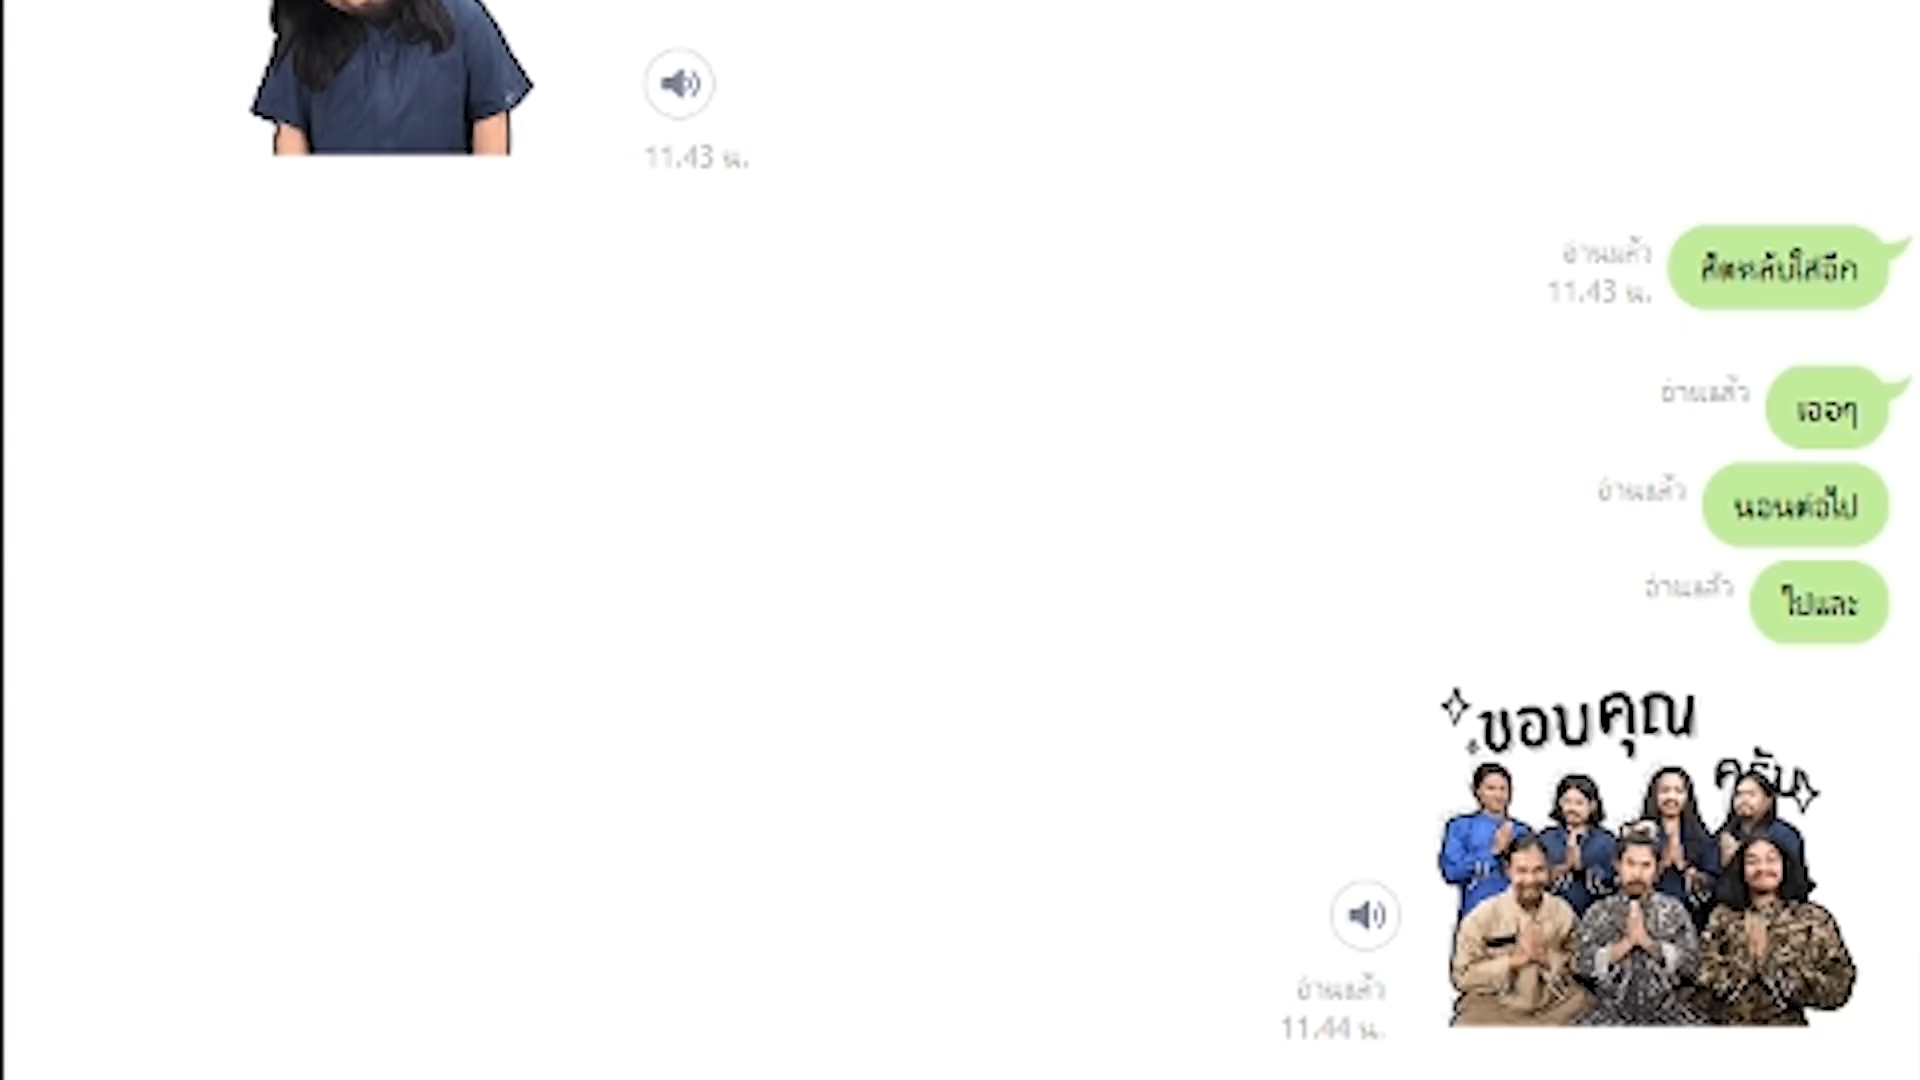 11.43 น.
อ่านแล้ว
11.43 น.
สัตกลับใส่อีก
อ่านแล้ว
เออๆ
อ่านแล้ว
นอนต่อไป
อ่านแล้ว
ไปและ
ขอบคุณ
ครับ
อ่านแล้ว
11.44 น.